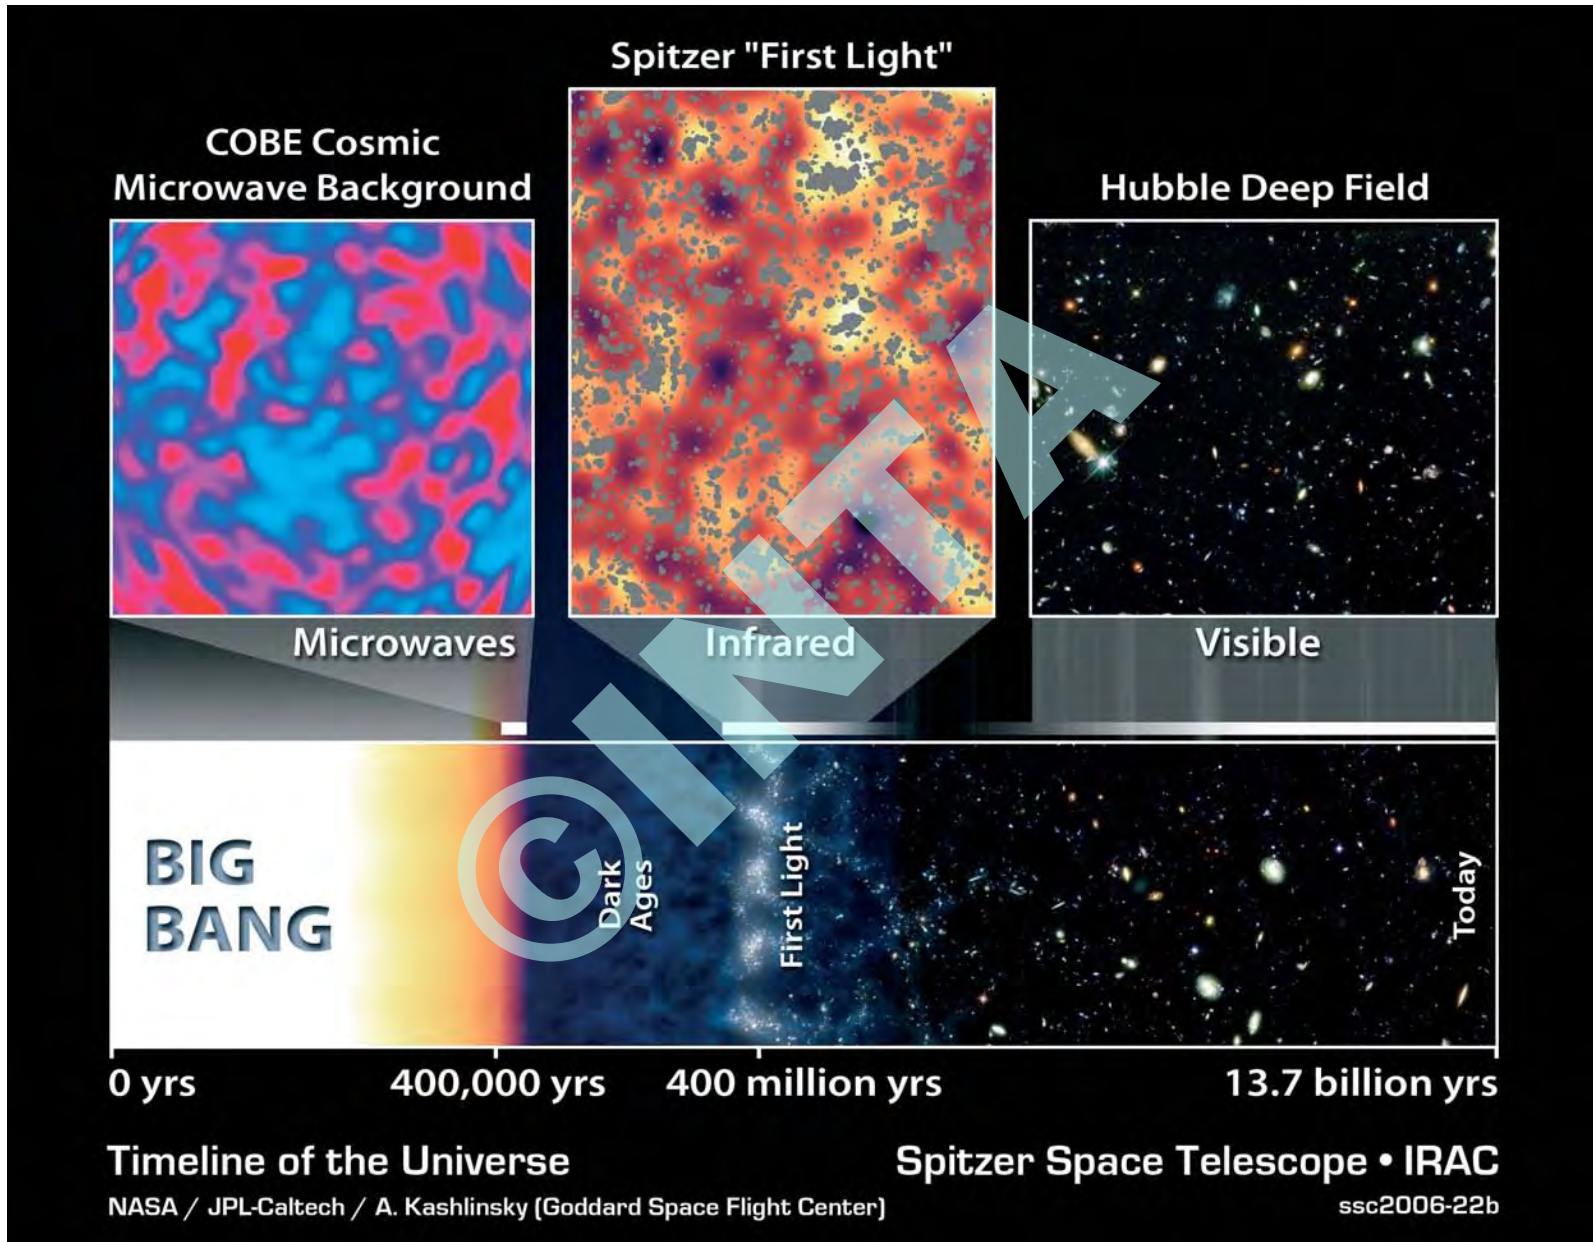 Spitzer "First Light"
COBE Cosmic
Microwave Background
Hubble Deep Field
Microwaves
Infrared
Visible
BIG
BANG
Dark
Ages
First Light
Today
0 yrs
400,000 yrs
400 million yrs
13.7 billion yrs
Timeline of the Universe
Spitzer Space Telescope • IRAC
NASA / JPL-Caltech / A. Kashlinsky (Goddard Space Flight Center)
ssc2006-22b
©INTA